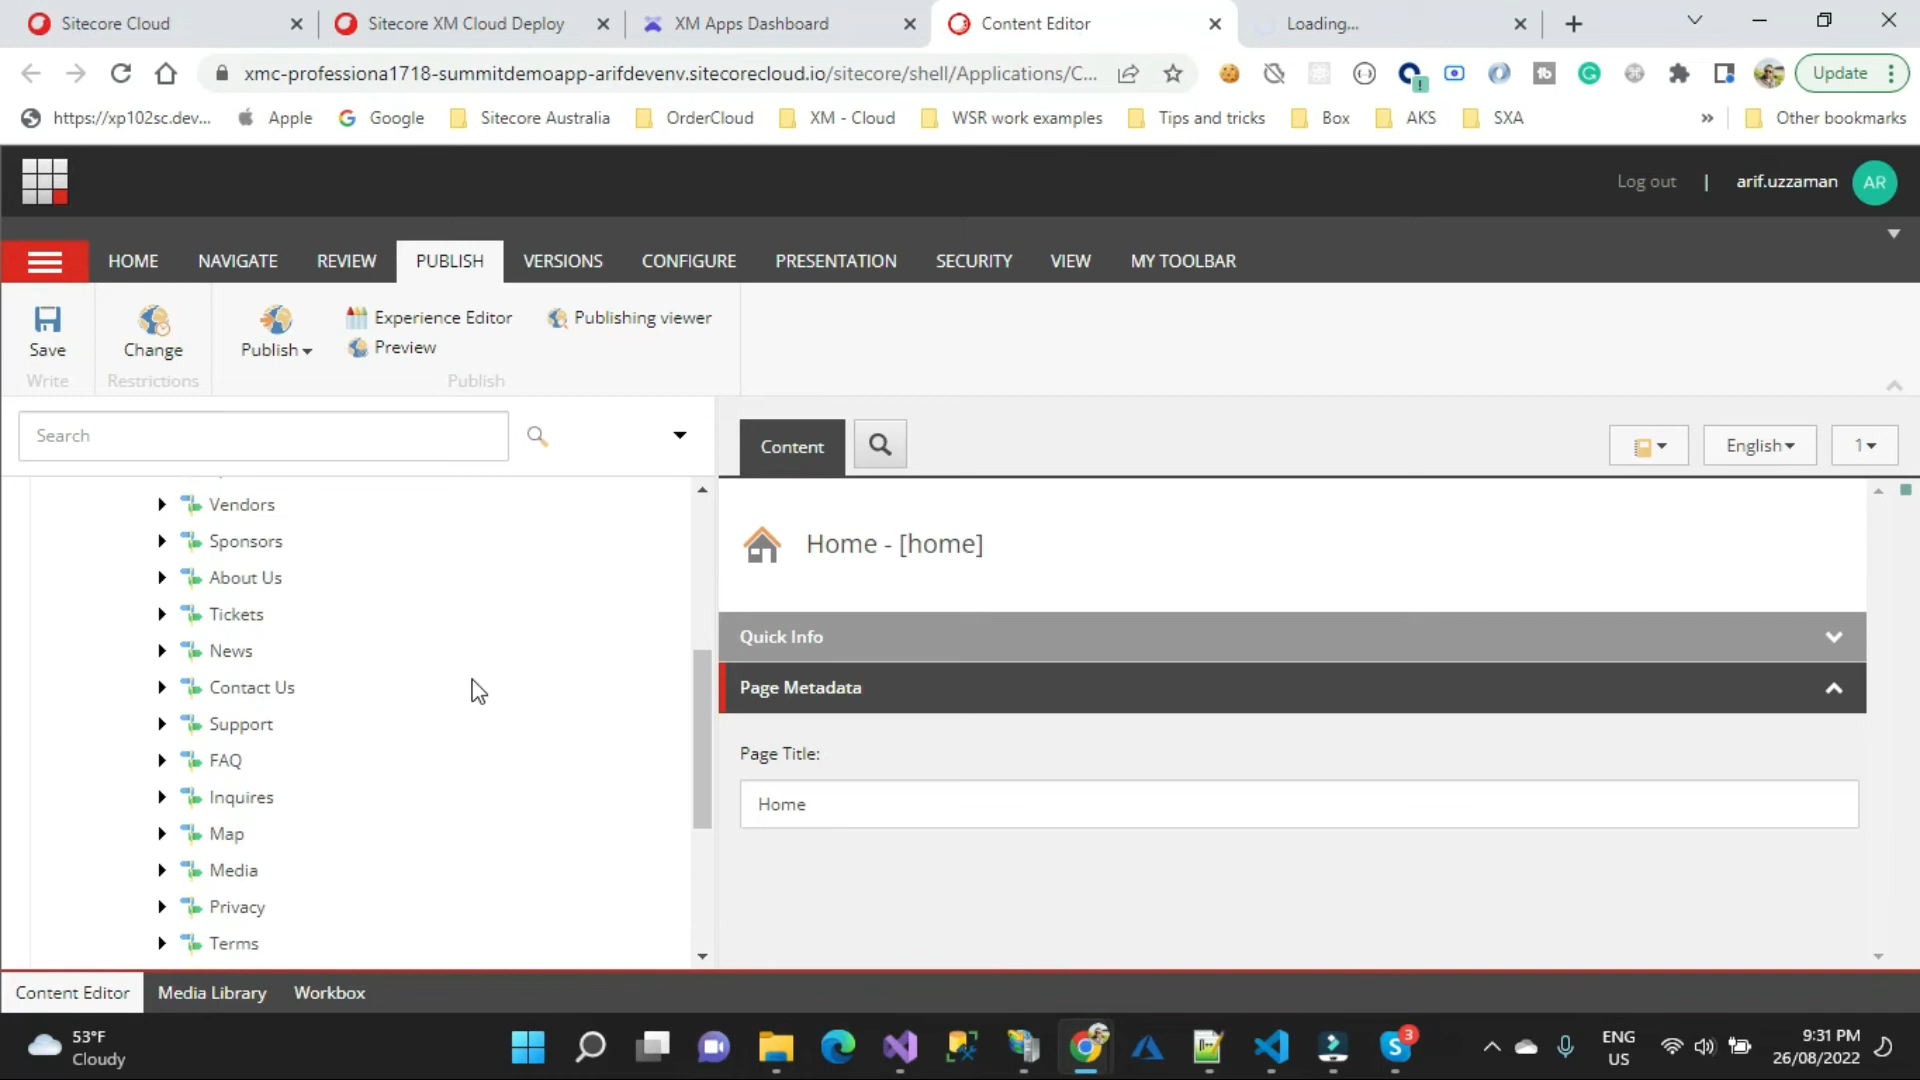 Sitecore Cloud
Sitecore XM Cloud Deploy
XM Apps Dashboard
Content Editor
Loading...
xmc-professiona1718-summitdemoapp-arifdevenv.sitecorecloud.io/sitecore/shell/Applications/C...
Update
https://xp102sc.dev...
Apple
Google
Sitecore Australia
OrderCloud
XM - Cloud
WSR work examples
Tips and tricks
Box
AKS
SXA
»
Other bookmarks
Log out | arif.uzzaman AR
HOME NAVIGATE REVIEW PUBLISH VERSIONS CONFIGURE PRESENTATION SECURITY VIEW MY TOOLBAR
Save
Write
Change
Restrictions
Publish
Experience Editor
Publishing viewer
Preview
Publish
Search
Content
English
1
Vendors
Sponsors
About Us
Tickets
News
Contact Us
Support
FAQ
Inquires
Map
Media
Privacy
Terms
Home - [home]
Quick Info
Page Metadata
Page Title:
Home
Content Editor Media Library Workbox
53°F
Cloudy
3
ENG
US
9:31 PM
26/08/2022